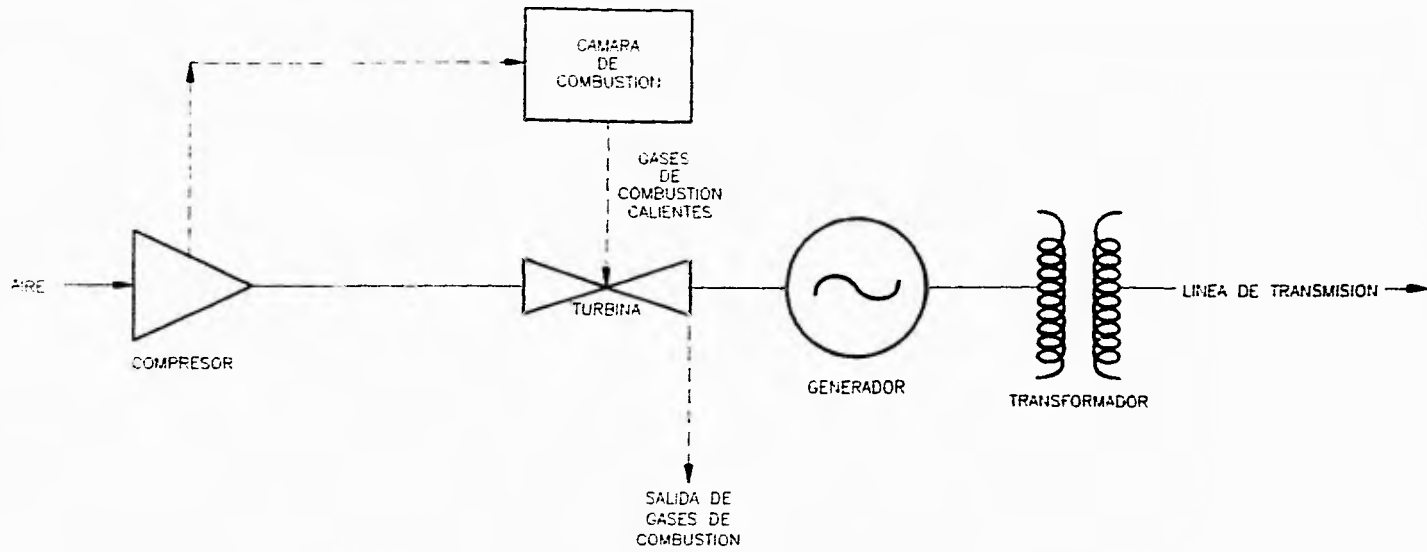 CAMARA
DE
COMBUSTION
GASES
DE
COMBUSTION
CALIENTES
AIRE
COMPRESOR
TURBINA
GENERADOR
TRANSFORMADOR
LINEA DE TRANSMISION
SALIDA DE
GASES DE
COMBUSTION